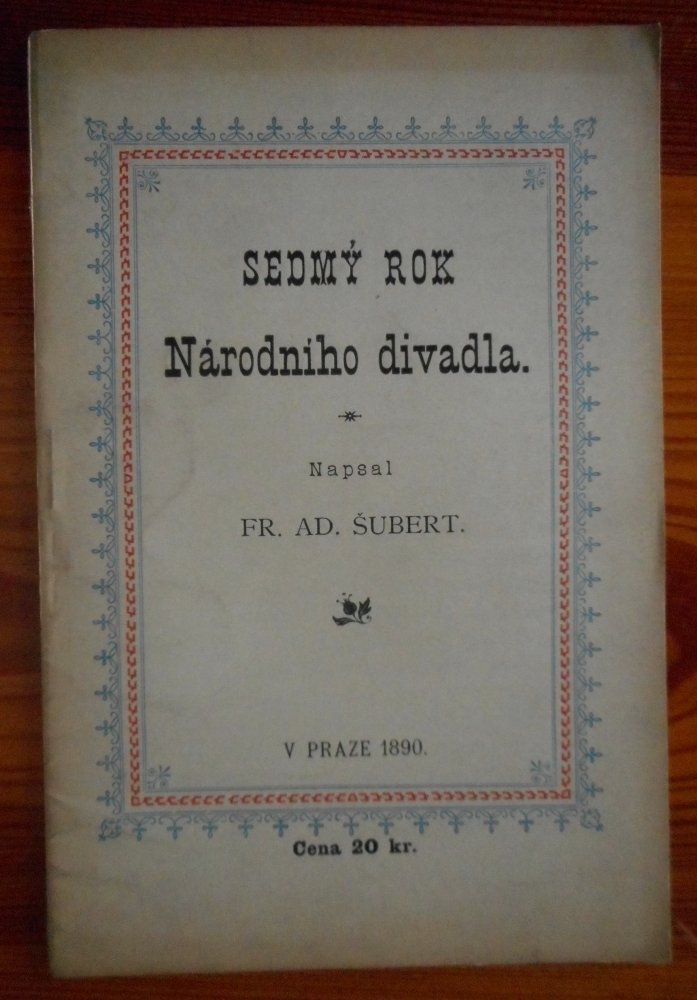 SEDMÝ ROK
Národního divadla.
Napsal
FR. AD. ŠUBERT.
V PRAZE 1890.
Cena 20 kr.